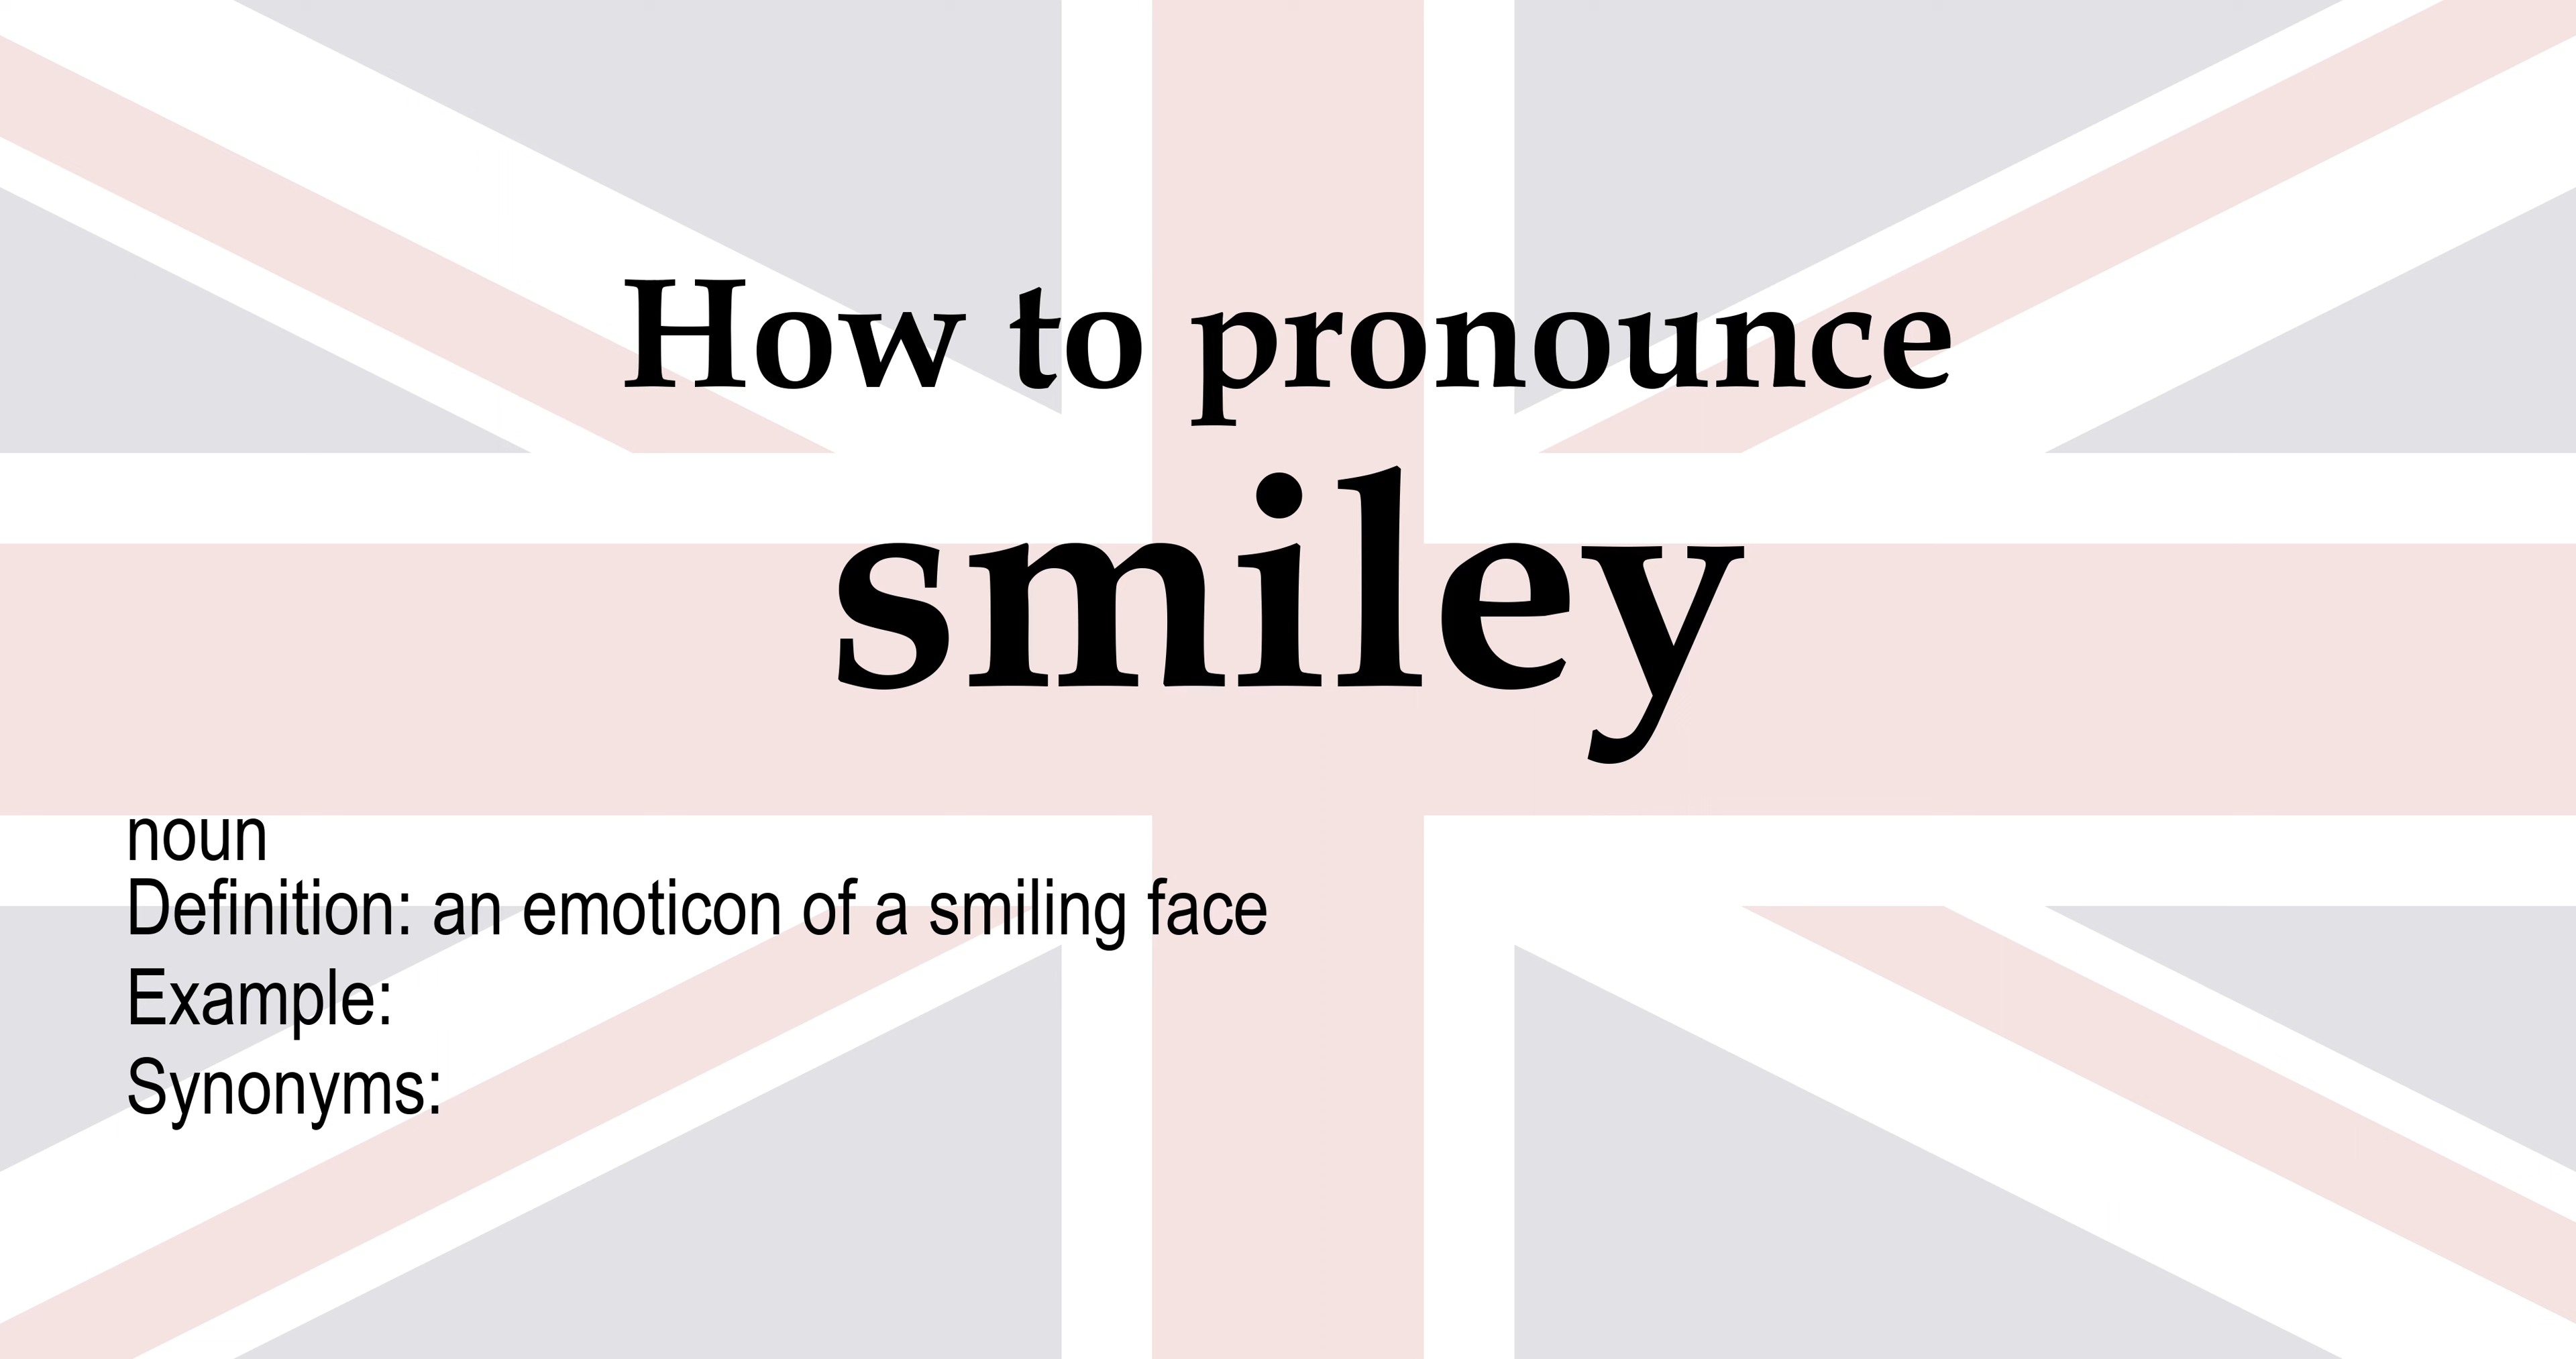 How to pronounce
smiley
noun
Definition: an emoticon of a smiling face
Example:
Synonyms: